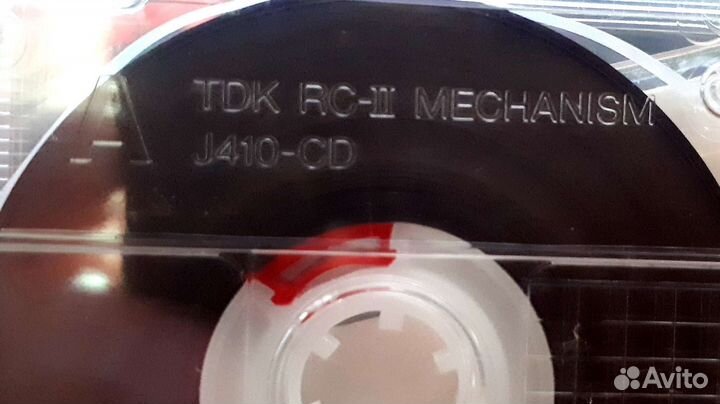 A
TDK RC-II MECHANISM
J410-CD
Avito